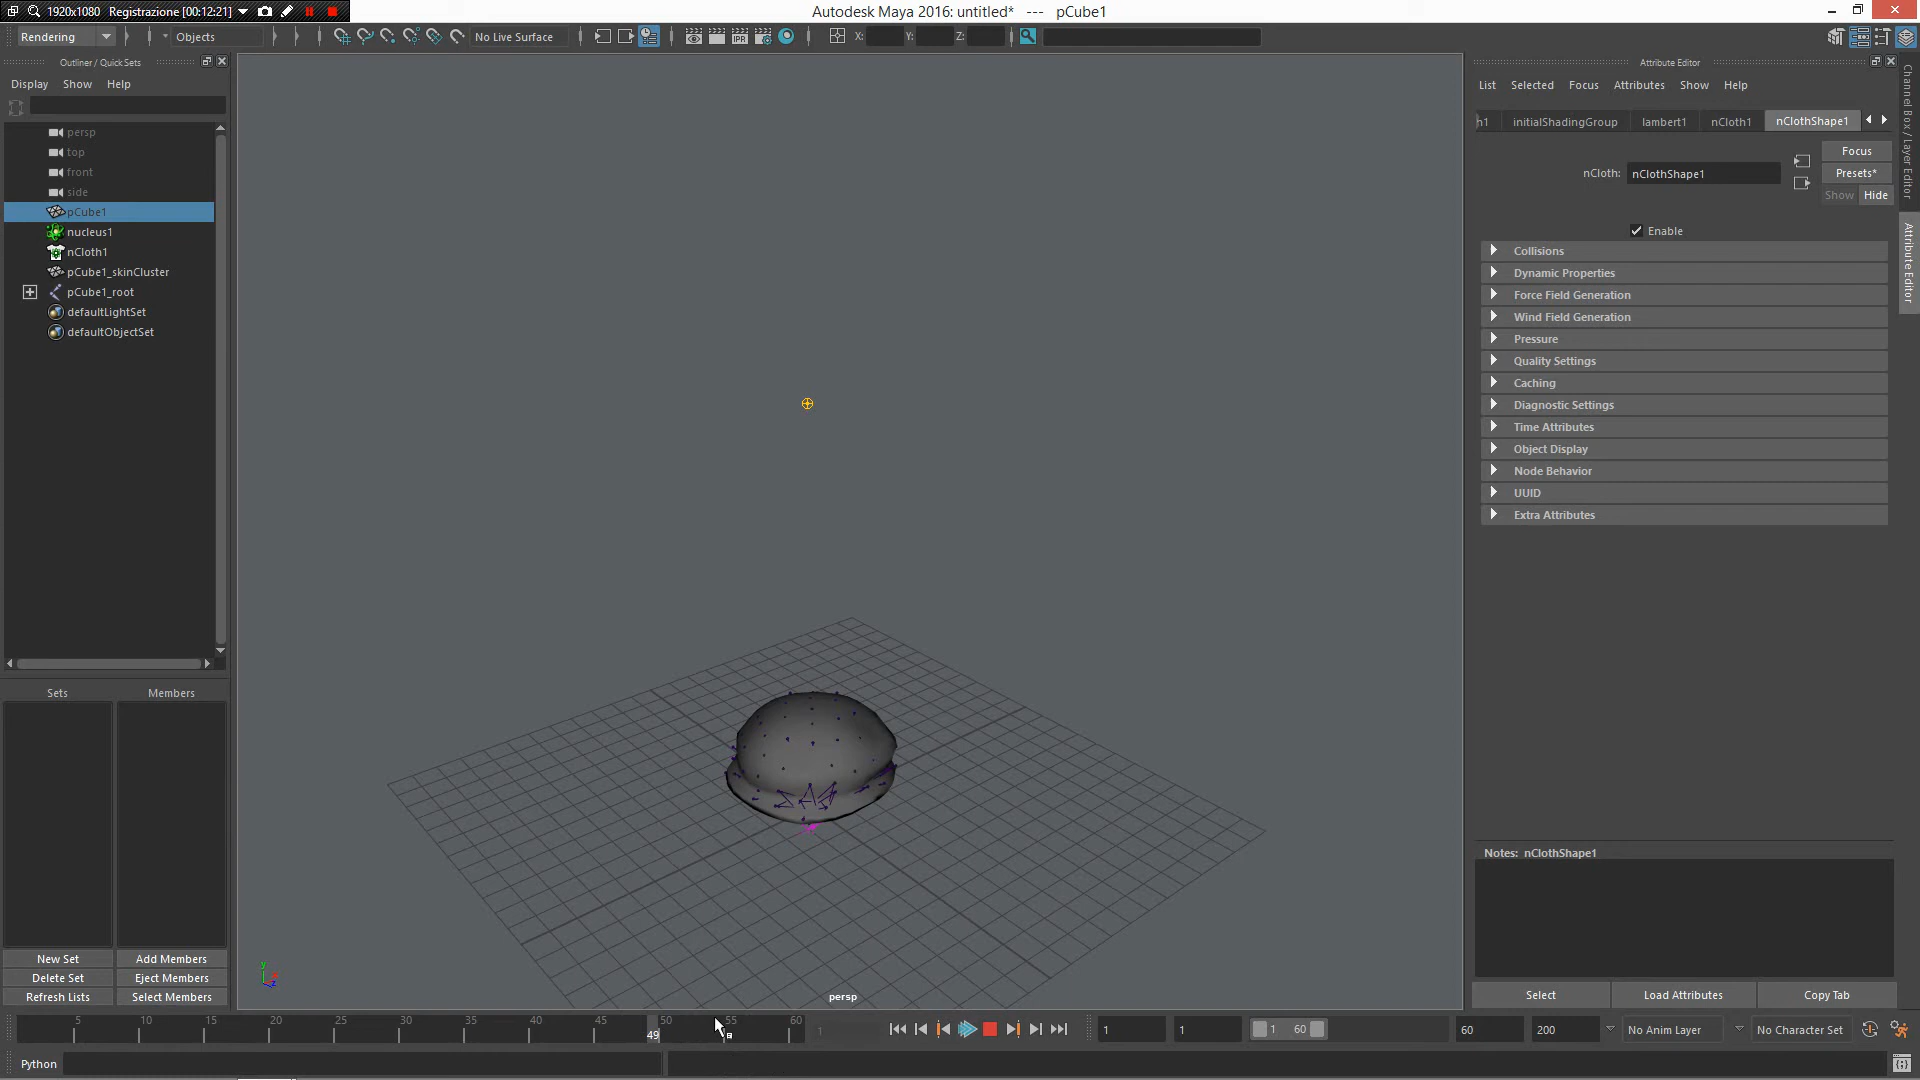 1920x1080 Registrazione [00:12:21] Autodesk Maya 2016: untitled* --- pCube1
Rendering Objects No Live Surface X: Y: Z:
Outliner / Quick Sets
Display Show Help
persp
top
front
side
pCube1
nucleus1
nCloth1
pCube1_skinCluster
pCube1_root
defaultLightSet
defaultObjectSet
Sets Members
New Set Add Members
Delete Set Eject Members
Refresh Lists Select Members
y
z
persp
Attribute Editor
List Selected Focus Attributes Show Help
h1 initialShadingGroup lambert1 nCloth1 nClothShape1
Focus
nCloth: nClothShape1 Presets*
Show Hide
Enable
Collisions
Dynamic Properties
Force Field Generation
Wind Field Generation
Pressure
Quality Settings
Caching
Diagnostic Settings
Time Attributes
Object Display
Node Behavior
UUID
Extra Attributes
Notes: nClothShape1
Select Load Attributes Copy Tab
Channel Box / Layer Editor
Attribute Editor
5 10 15 20 25 30 35 40 45 50 55 60
49 1 1 1 1 60 60 200 No Anim Layer No Character Set
Python